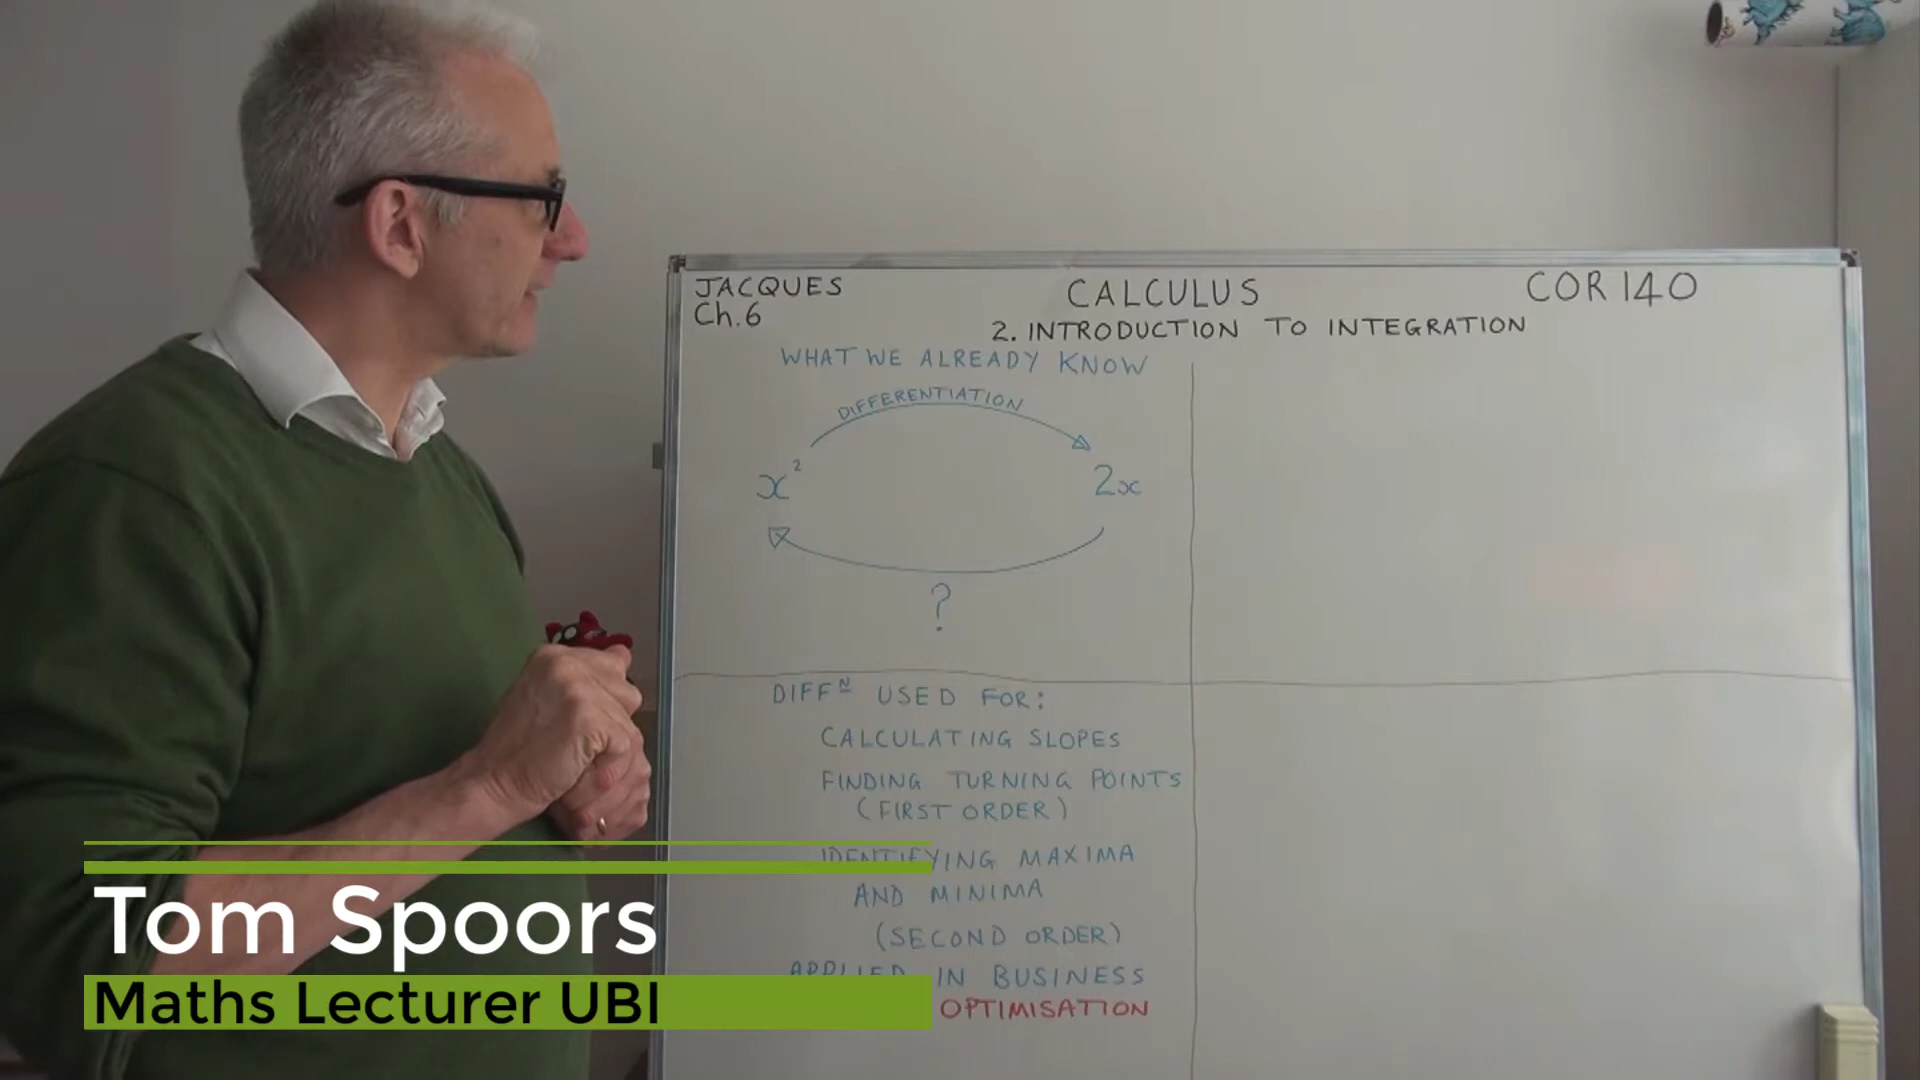 JACQUES
Ch.6
CALCULUS
COR 140
2. INTRODUCTION TO INTEGRATION
WHAT WE ALREADY KNOW
DIFFERENTIATION
x²
2x
?
DIFFᴺ USED FOR:
CALCULATING SLOPES
FINDING TURNING POINTS
(FIRST ORDER)
IDENTIFYING MAXIMA
AND MINIMA
(SECOND ORDER)
APPLIED IN BUSINESS
OPTIMISATION
Tom Spoors
Maths Lecturer UBI